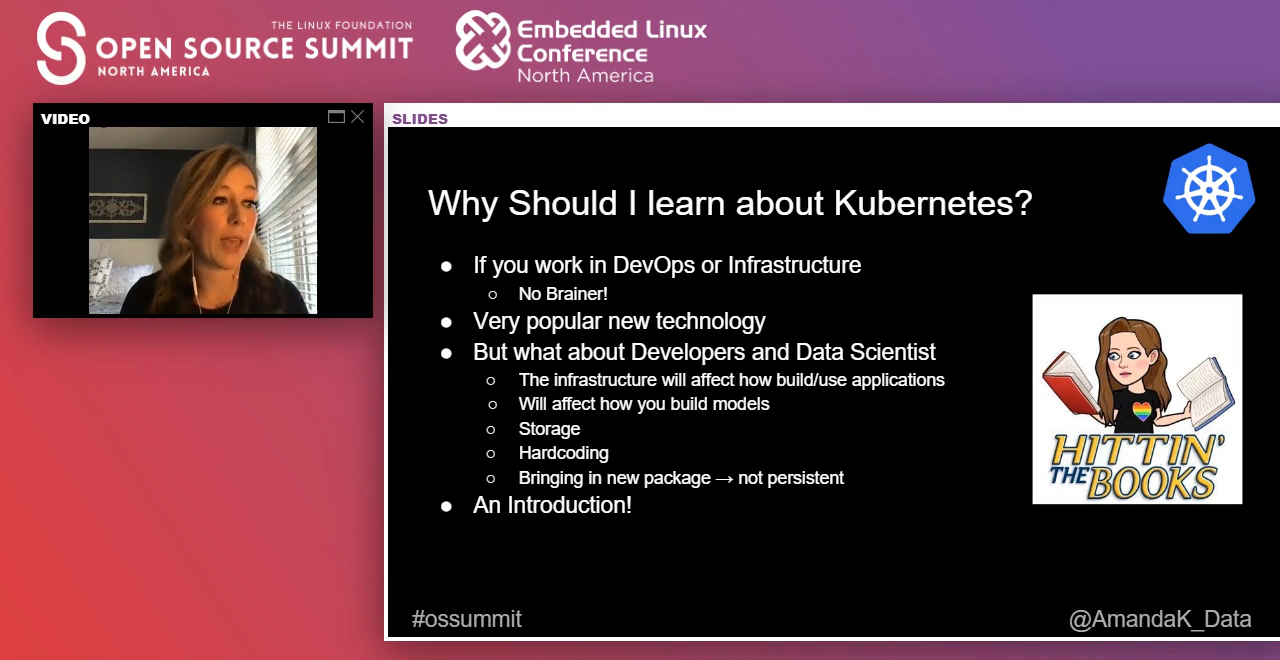 THE LINUX FOUNDATION
OPEN SOURCE SUMMIT
NORTH AMERICA
Embedded Linux
Conference
North America
VIDEO
SLIDES
Why Should I learn about Kubernetes?
● If you work in DevOps or Infrastructure
○ No Brainer!
● Very popular new technology
● But what about Developers and Data Scientist
○ The infrastructure will affect how build/use applications
○ Will affect how you build models
○ Storage
○ Hardcoding
○ Bringing in new package → not persistent
● An Introduction!
HITTIN'
THE BOOKS
#ossummit
@AmandaK_Data